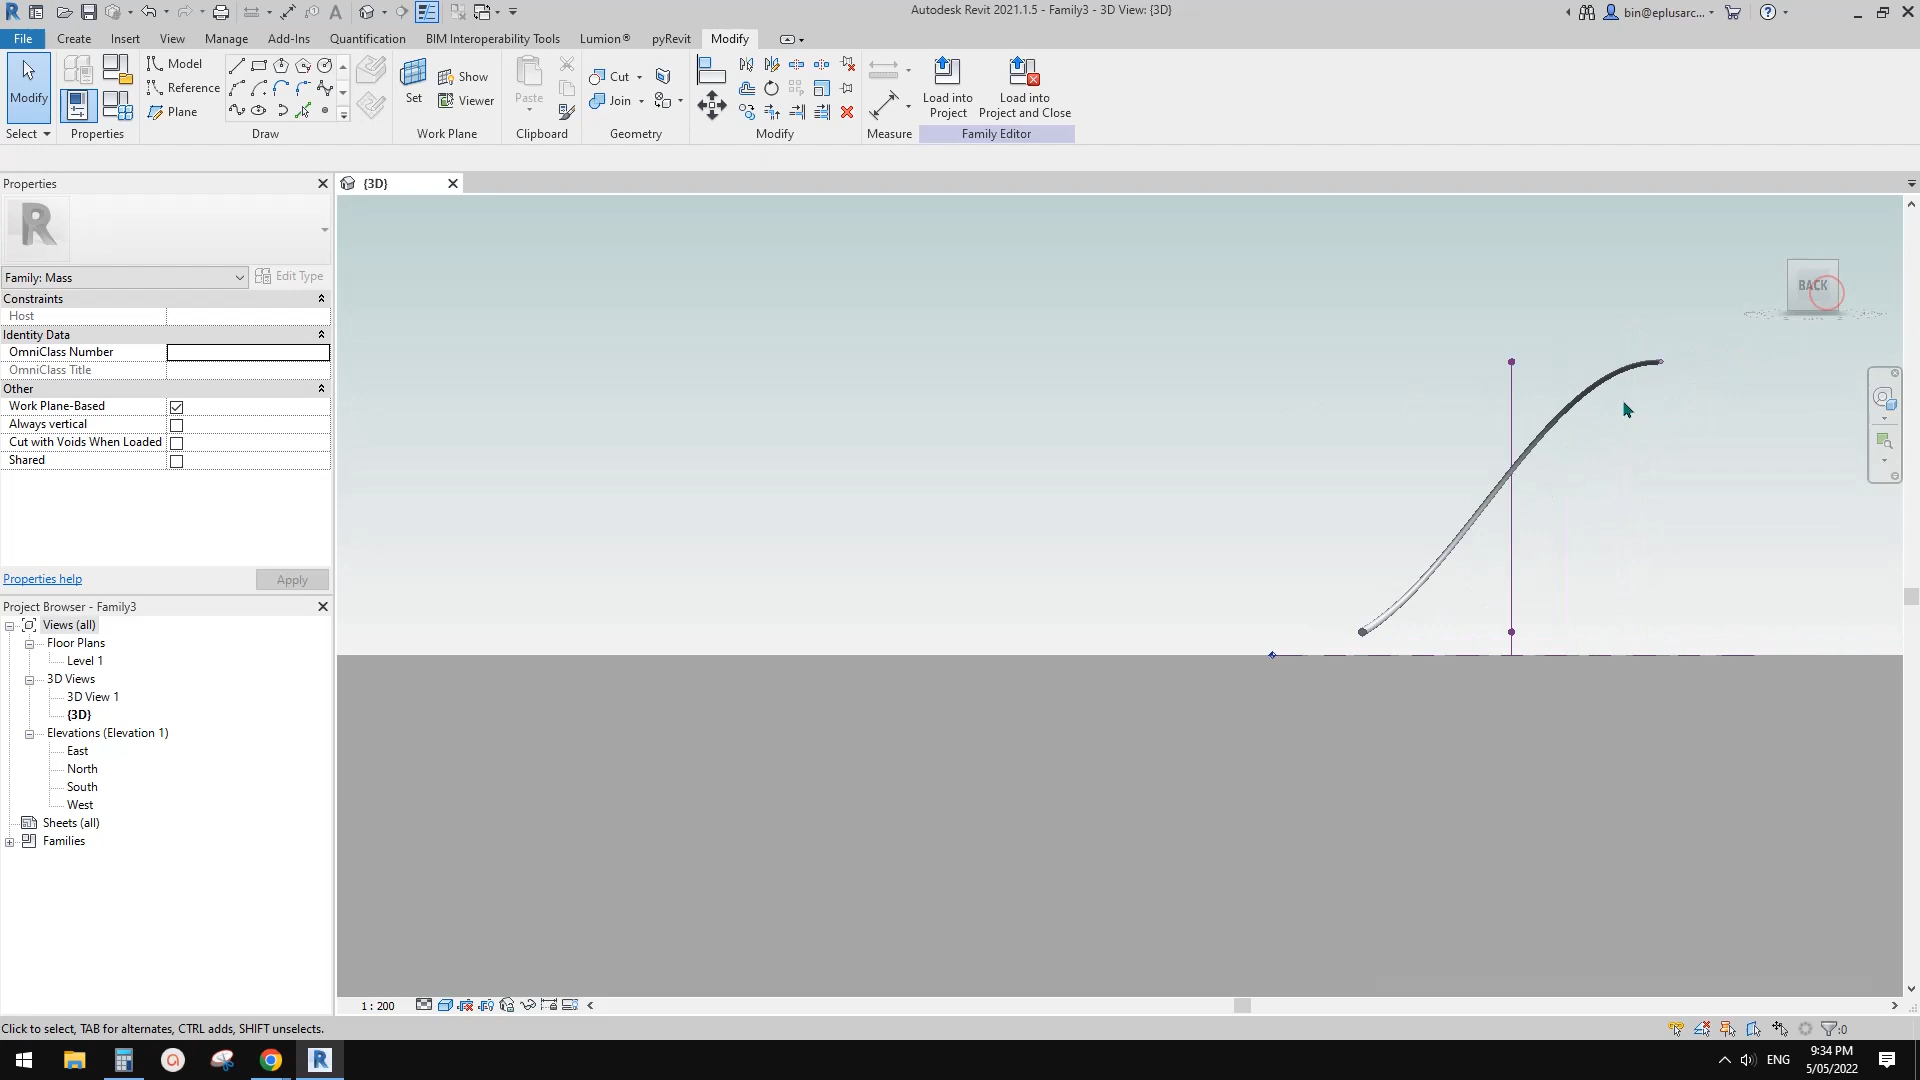 Autodesk Revit 2021.1.5 - Family3 - 3D View: {3D}
bin@eplusarc...
File Create Insert View Manage Add-Ins Quantification BIM Interoperability Tools Lumion® pyRevit Modify
Modify
Select
Properties
Model
Reference
Plane
Draw
Set
Show
Viewer
Work Plane
Paste
Clipboard
Cut
Join
Geometry
Modify
Measure
Load into
Project
Load into
Project and Close
Family Editor
Properties
{3D}
R
Family: Mass
Edit Type
Constraints
Host
Identity Data
OmniClass Number
OmniClass Title
Other
Work Plane-Based
Always vertical
Cut with Voids When Loaded
Shared
Properties help
Apply
BACK
Project Browser - Family3
Views (all)
Floor Plans
Level 1
3D Views
3D View 1
{3D}
Elevations (Elevation 1)
East
North
South
West
Sheets (all)
Families
1 : 200
Click to select, TAB for alternates, CTRL adds, SHIFT unselects.
:0
ENG
9:34 PM
5/05/2022